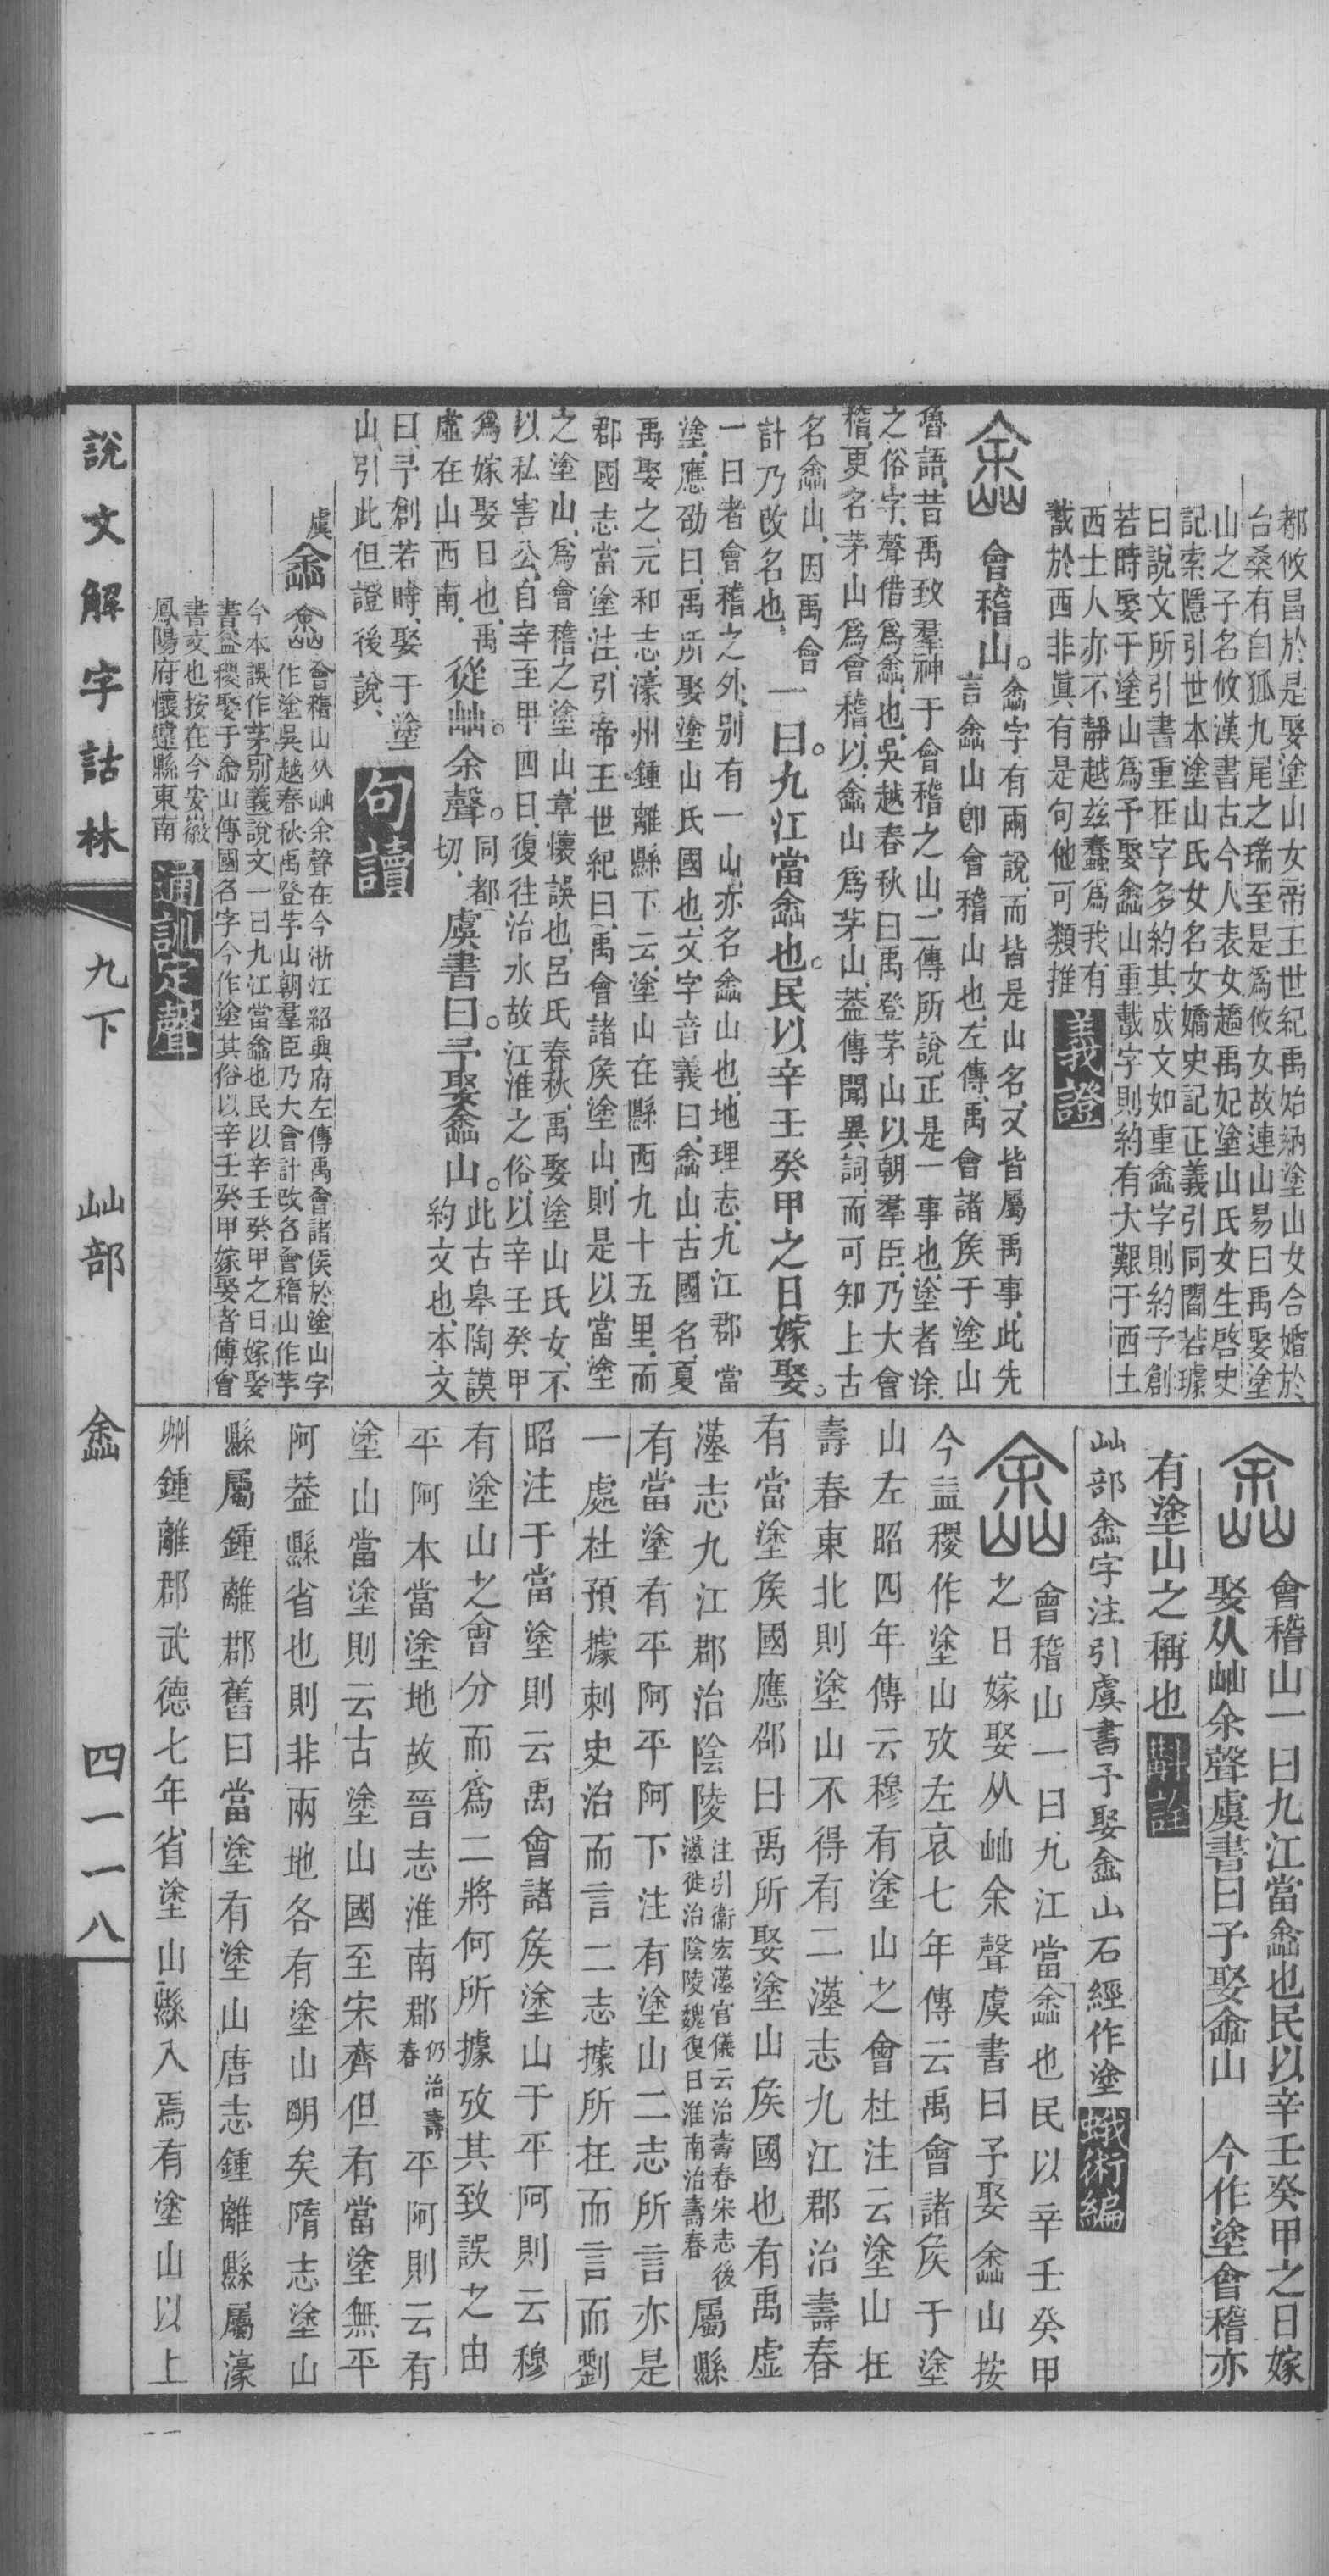 都攸昌於是娶塗山女帝王世紀禹始納塗山女合婚於
台桑有白狐九尾之瑞至是爲攸女故連山易曰禹娶塗
山之子名攸漢書古今人表女趫禹妃塗山氏女生啓史
記索隱引世本塗山氏女名女嬌史記正義引同閻若璩
曰說文所引書重在字多約其成文如重嵞字則約予創
若時娶于塗山爲予娶嵞山重 字則約有大艱于西土
西土人亦不靜越兹蠢爲我有
 於西非眞有是句他可類推 義證
嵞 會稽山。嵞字有兩說而皆是山名又皆屬禹事此先
言嵞山卽會稽山也左傳禹會諸矦于塗山
魯語昔禹致羣神于會稽之山二傳所說正是一事也塗者涂
之俗字聲借爲嵞也吳越春秋曰禹登茅山以朝羣臣乃大會
稽更名茅山爲會稽以嵞山爲茅山葢傳聞異詞而可知上古
名嵞山因禹會
計乃改名也 一曰。九江當嵞也。民以辛壬癸甲之日嫁娶。
一曰者會稽之外別有一山亦名嵞山也地理志九江郡當
塗應劭曰禹所娶塗山氏國也文字音義曰嵞山古國名夏
禹娶之元和志濠州鍾離縣下云塗山在縣西九十五里而
郡國志當塗注引帝王世紀曰禹會諸矦塗山則是以當塗
之塗山爲會稽之塗山章懷誤也呂氏春秋禹娶塗山氏女不
以私害公自辛至甲四日復往治水故江淮之俗以辛壬癸甲
爲嫁娶日也禹
虛在山西南 從屾。余聲。同都
切 虞書曰。予娶嵞山。此古皋陶謨
約文也本文
曰予創若時娶于塗
山引此但證後說 句讀
虞嵞 會稽山从屾余聲在今浙江紹興府左傳禹會諸侯於塗山字
作塗吳越春秋禹登茅山朝羣臣乃大會計改名會稽山作茅
今本誤作茅別義說文一曰九江當嵞也民以辛壬癸甲之日嫁娶
書益稷娶于嵞山傳國名字今作塗其俗以辛壬癸甲嫁娶者傅會
書文也按在今安徽
鳳陽府懷遠縣東南 通訓定聲
嵞 會稽山一曰九江當嵞也民以辛壬癸甲之日嫁
娶从屾余聲虞書曰予娶嵞山 今作塗會稽亦
有塗山之稱也 斠詮
屾部嵞字注引虞書予娶嵞山石經作塗 蛾術編
嵞 會稽山一曰九江當嵞也民以辛壬癸甲
之日嫁娶从屾余聲虞書曰予娶嵞山按
今益稷作塗山攷左哀七年傳云禹會諸矦于塗
山左昭四年傳云穆有塗山之會杜注云塗山在
壽春東北則塗山不得有二漢志九江郡治壽春
有當塗矦國應邵曰禹所娶塗山矦國也有禹虛
漢志九江郡治陰陵注引衞宏漢官儀云治壽春宋志後
漢徙治陰陵魏復曰淮南治壽春屬縣
有當塗有平阿平阿下注有塗山二志所言亦是
一處杜預據刺史治而言二志據所在而言而劉
昭注于當塗則云禹會諸矦塗山于平阿則云穆
有塗山之會分而爲二將何所據攷其致誤之由
平阿本當塗地故晉志淮南郡仍治壽
春平阿則云有
塗山當塗則云古塗山國至宋齊但有當塗無平
阿葢縣省也則非兩地各有塗山明矣隋志塗山
縣屬鍾離郡舊曰當塗有塗山唐志鍾離縣屬濠
州鍾離郡武德七年省塗山縣入焉有塗山以上
說文解字詁林 九下 屾部 嵞 四一一八